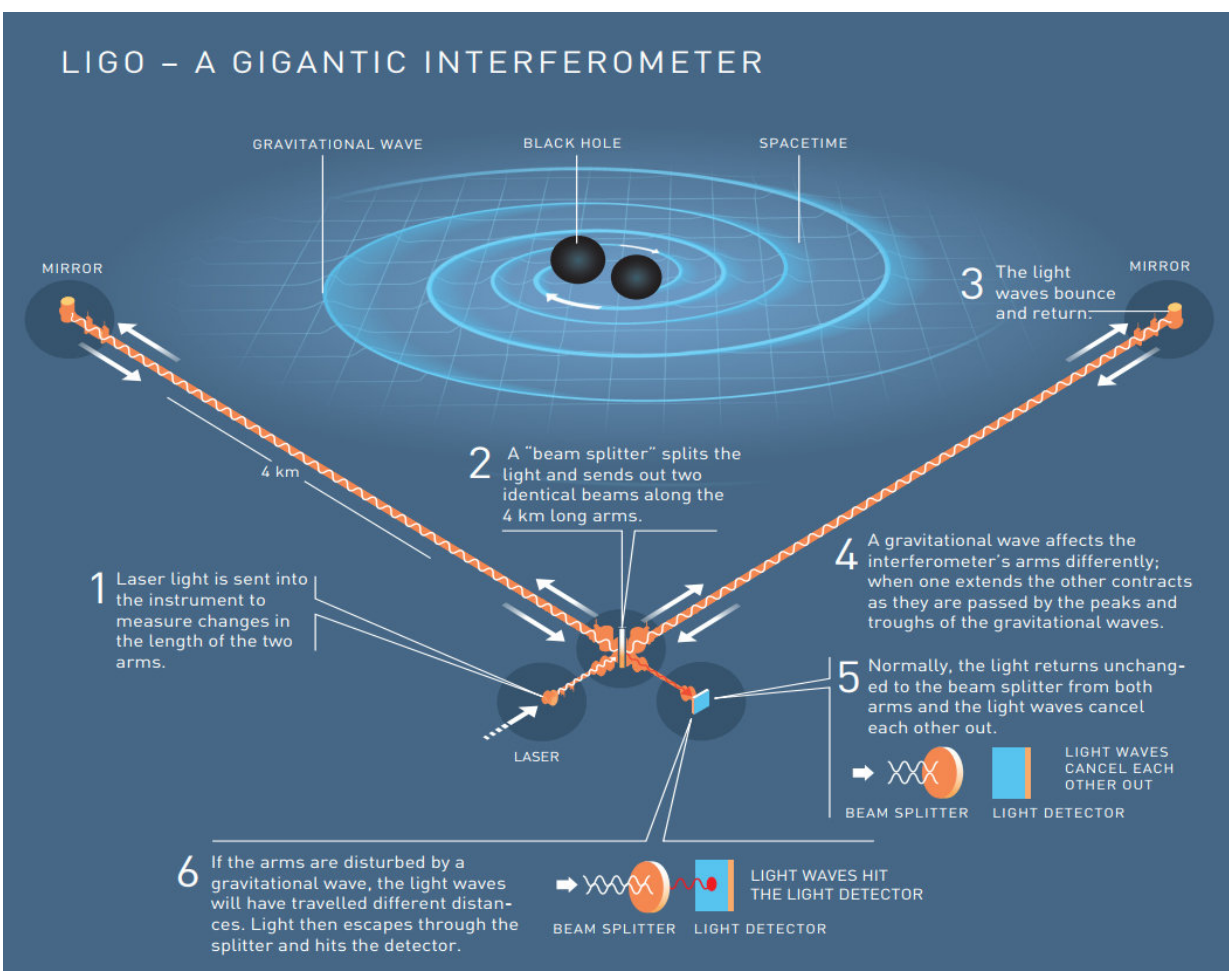 LIGO – A GIGANTIC INTERFEROMETER
GRAVITATIONAL WAVE
BLACK HOLE
SPACETIME
MIRROR
3 The light
waves bounce
and return.
MIRROR
4 km
2 A “beam splitter” splits the
light and sends out two
identical beams along the
4 km long arms.
1 Laser light is sent into
the instrument to
measure changes in
the length of the two
arms.
4 A gravitational wave affects the
interferometer’s arms differently;
when one extends the other contracts
as they are passed by the peaks and
troughs of the gravitational waves.
LASER
5 Normally, the light returns unchang-
ed to the beam splitter from both
arms and the light waves cancel
each other out.
LIGHT WAVES
CANCEL EACH
OTHER OUT
BEAM SPLITTER
LIGHT DETECTOR
6 If the arms are disturbed by a
gravitational wave, the light waves
will have travelled different distan-
ces. Light then escapes through the
splitter and hits the detector.
LIGHT WAVES HIT
THE LIGHT DETECTOR
BEAM SPLITTER
LIGHT DETECTOR